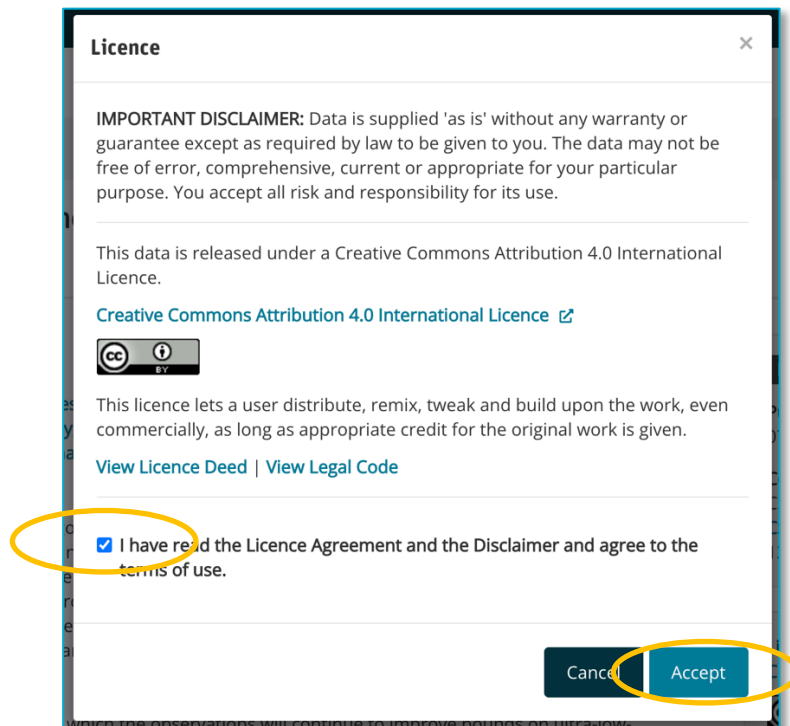 Licence
×
IMPORTANT DISCLAIMER: Data is supplied 'as is' without any warranty or
guarantee except as required by law to be given to you. The data may not be
free of error, comprehensive, current or appropriate for your particular
purpose. You accept all risk and responsibility for its use.
This data is released under a Creative Commons Attribution 4.0 International
Licence.
Creative Commons Attribution 4.0 International Licence
cc
BY
This licence lets a user distribute, remix, tweak and build upon the work, even
commercially, as long as appropriate credit for the original work is given.
View Licence Deed | View Legal Code
I have read the Licence Agreement and the Disclaimer and agree to the
terms of use.
Cancel
Accept
which the observations will continue to improve bounds on ultra-low